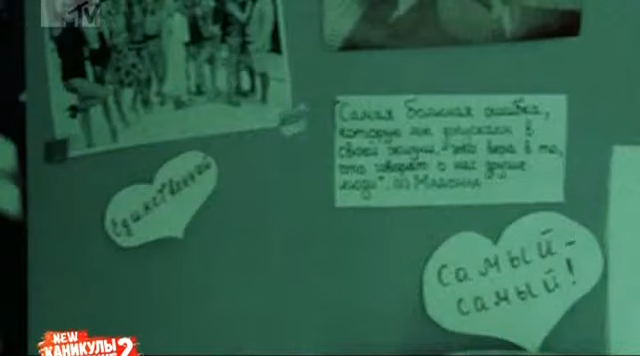 MTV
Самая большая ошибка,
которую мы допускаем в
своей жизни, - это вера в то,
что говорят о нас другие
люди".
Единственный
самый-
самый!
NEW
КАНИКУЛЫ
2